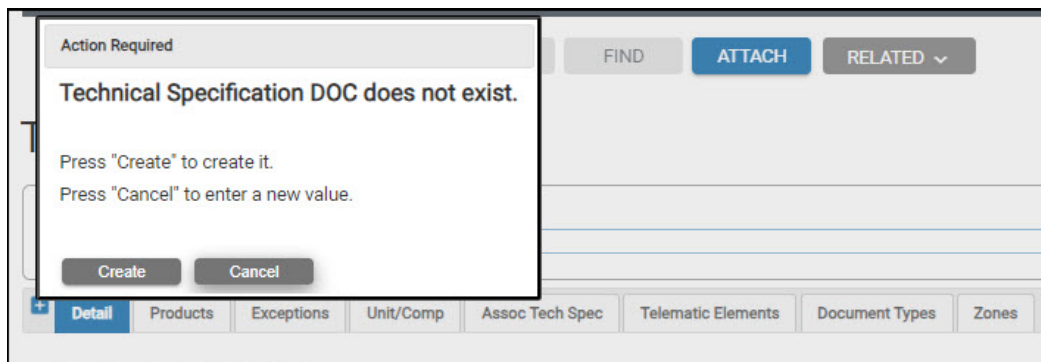 Action Required
FIND
ATTACH
RELATED
Technical Specification DOC does not exist.
Press "Create" to create it.
Press "Cancel" to enter a new value.
Create
Cancel
Detail
Products
Exceptions
Unit/Comp
Assoc Tech Spec
Telematic Elements
Document Types
Zones